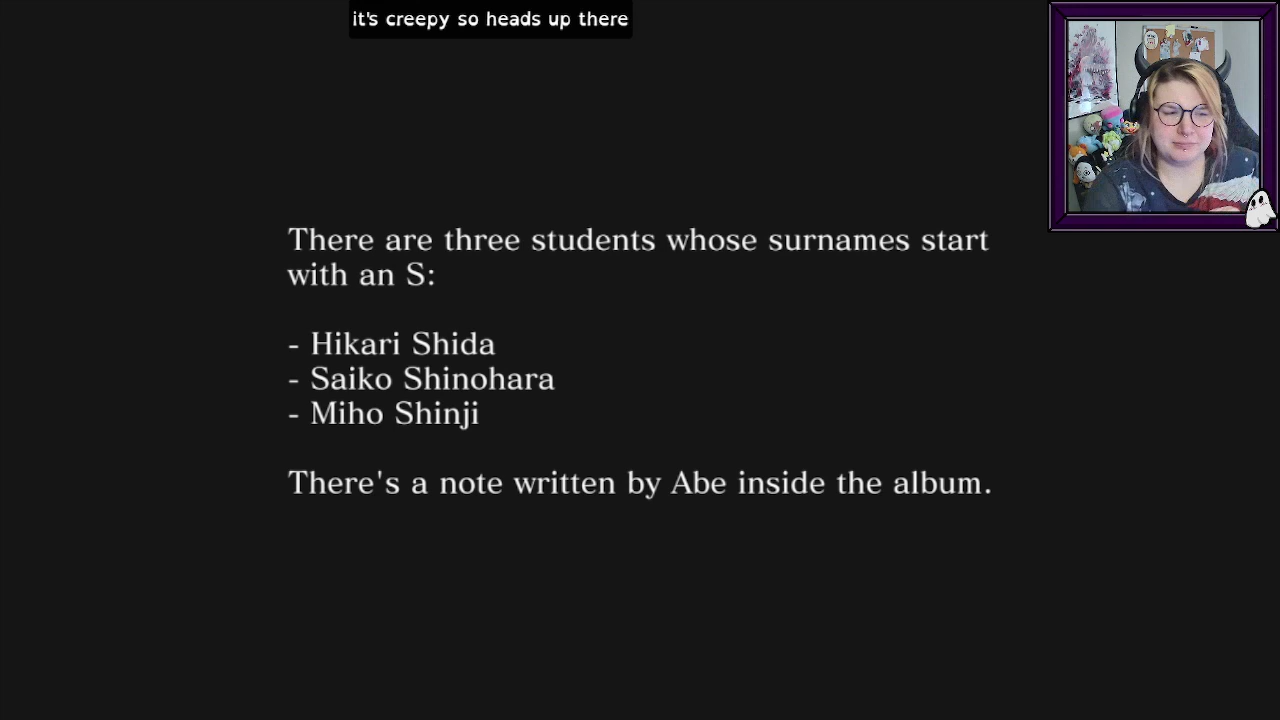 it's creepy so heads up there
There are three students whose surnames start
with an S:
- Hikari Shida
- Saiko Shinohara
- Miho Shinji
There's a note written by Abe inside the album.